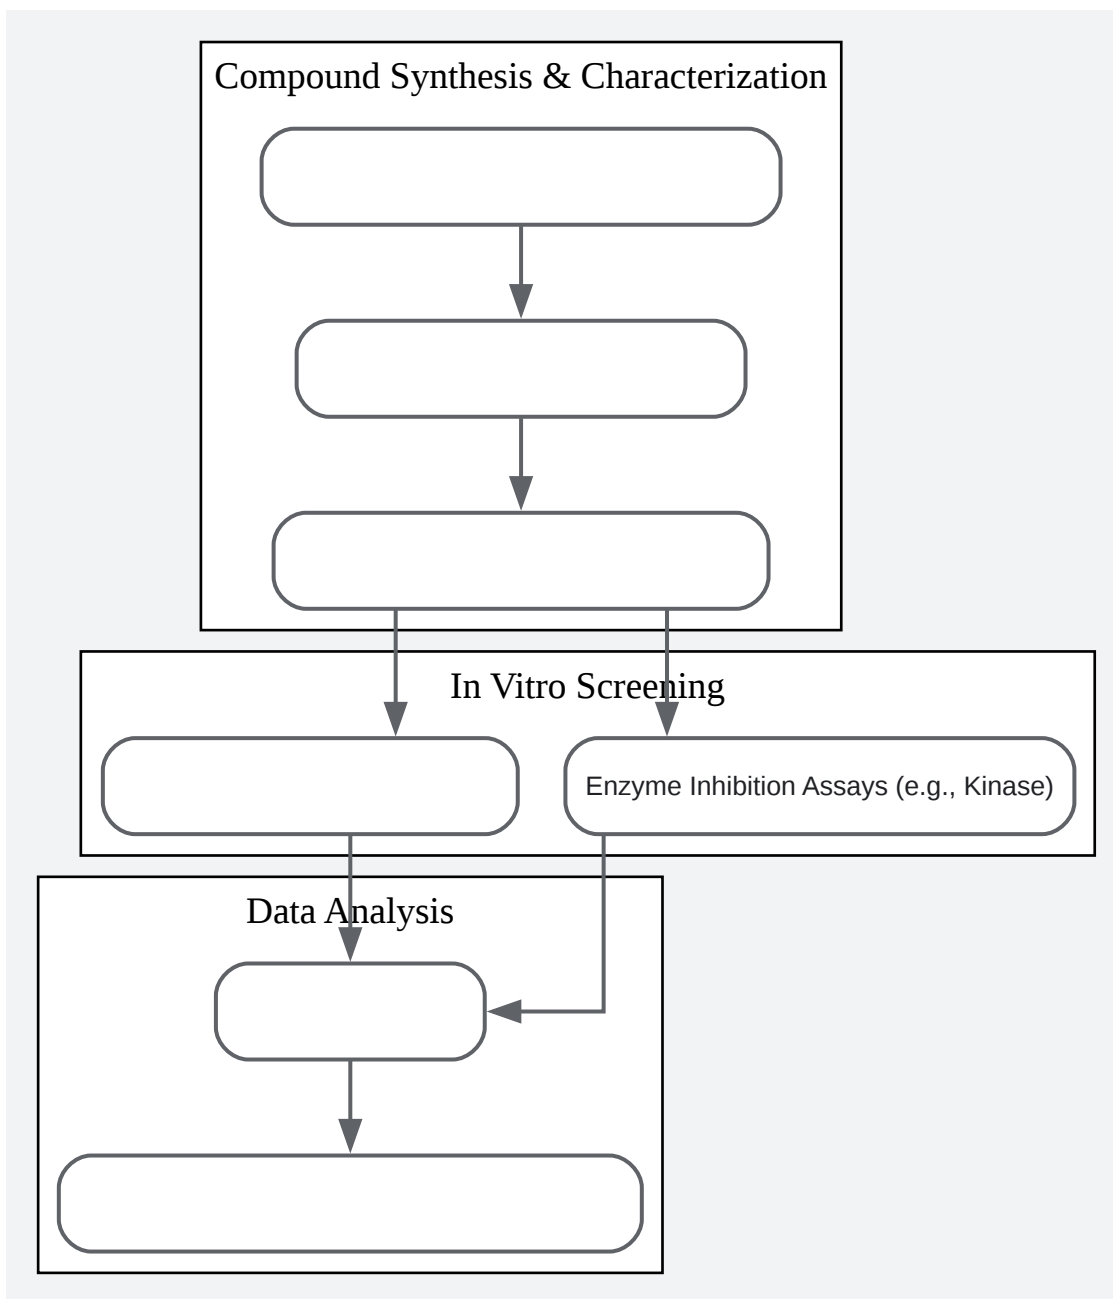 Compound Synthesis & Characterization
In Vitro Screening
Enzyme Inhibition Assays (e.g., Kinase)
Data Analysis